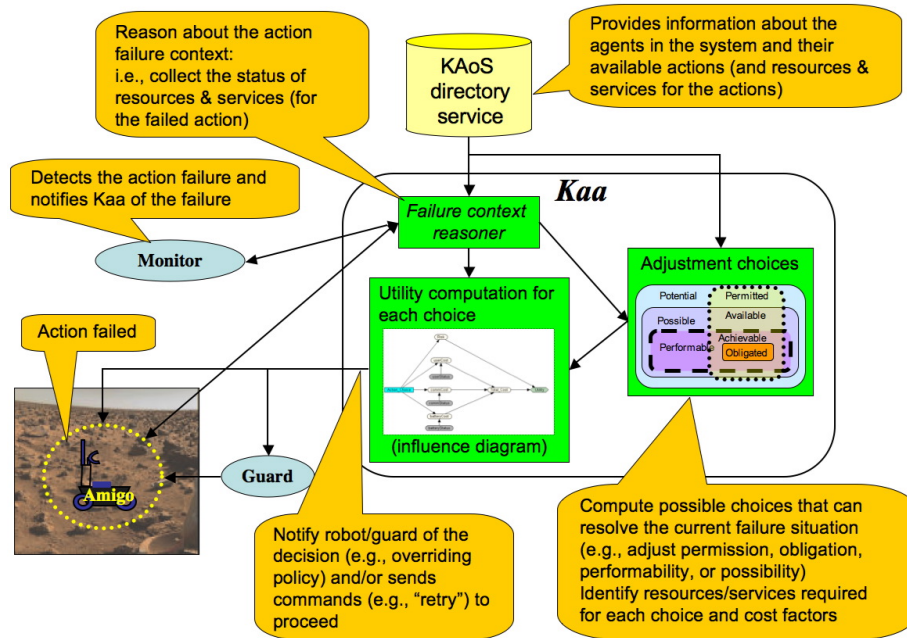 Reason about the action
failure context:
i.e., collect the status of
resources & services (for
the failed action)
KAoS
directory
service
Provides information about the
agents in the system and their
available actions (and resources &
services for the actions)
Detects the action failure and
notifies Kaa of the failure
Monitor
Kaa
Failure context
reasoner
Utility computation for
each choice
(influence diagram)
Adjustment choices
Potential
Permitted
Possible
Available
Achievable
Performable
Obligated
Action failed
Amigo
Guard
Notify robot/guard of the
decision (e.g., overriding
policy) and/or sends
commands (e.g., “retry”) to
proceed
Compute possible choices that can
resolve the current failure situation
(e.g., adjust permission, obligation,
performability, or possibility)
Identify resources/services required
for each choice and cost factors